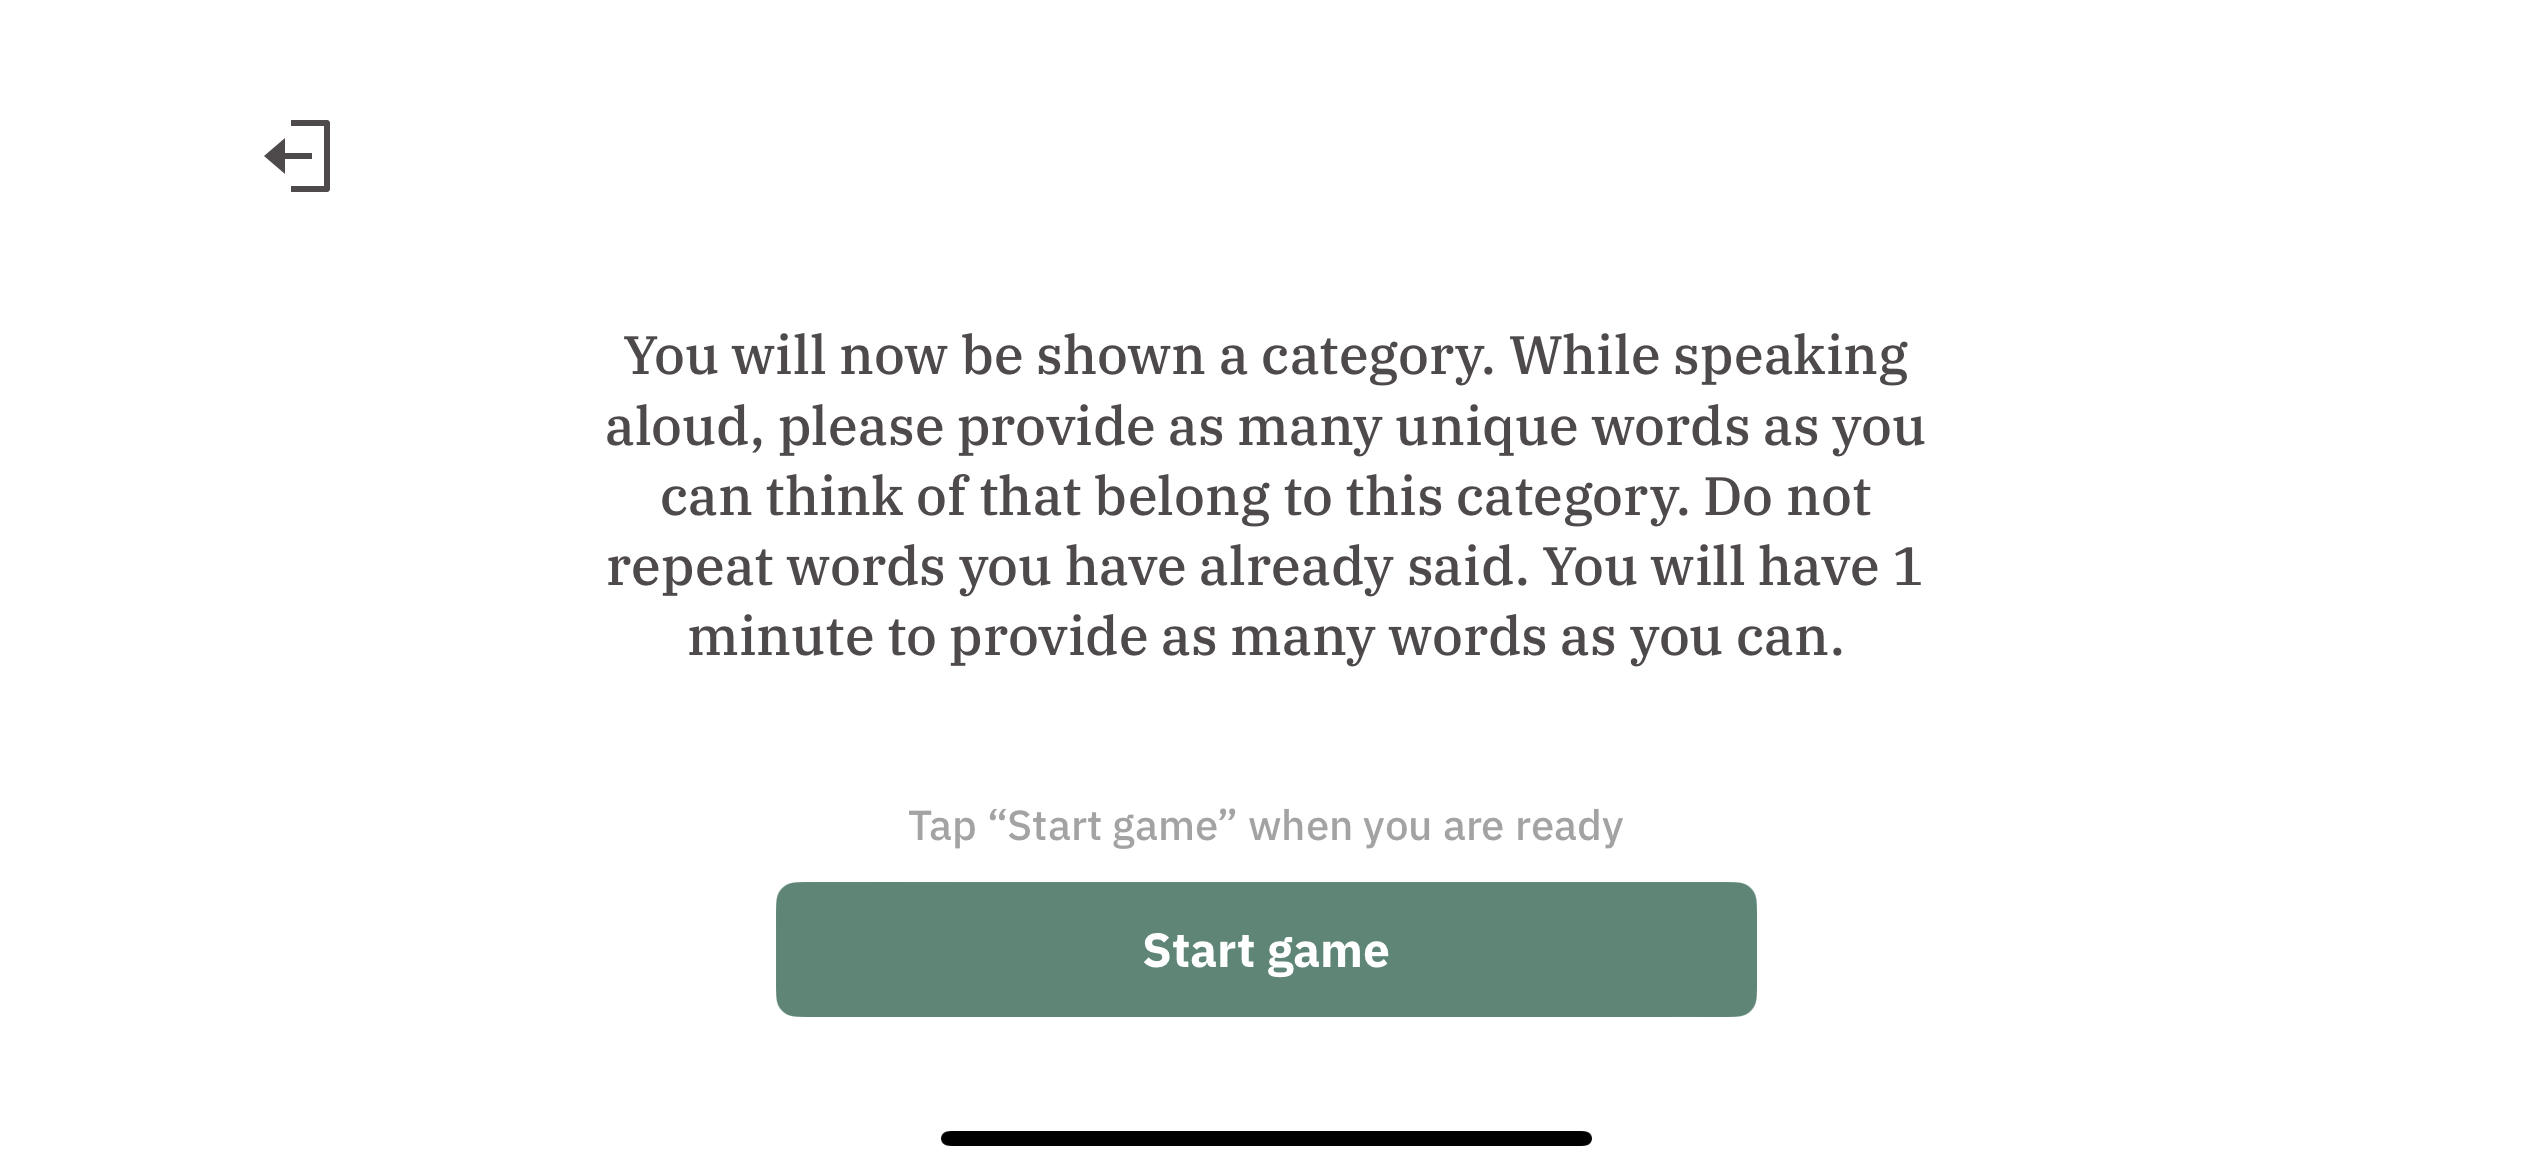 You will now be shown a category. While speaking
aloud, please provide as many unique words as you
can think of that belong to this category. Do not
repeat words you have already said. You will have 1
minute to provide as many words as you can.
Tap “Start game” when you are ready
Start game